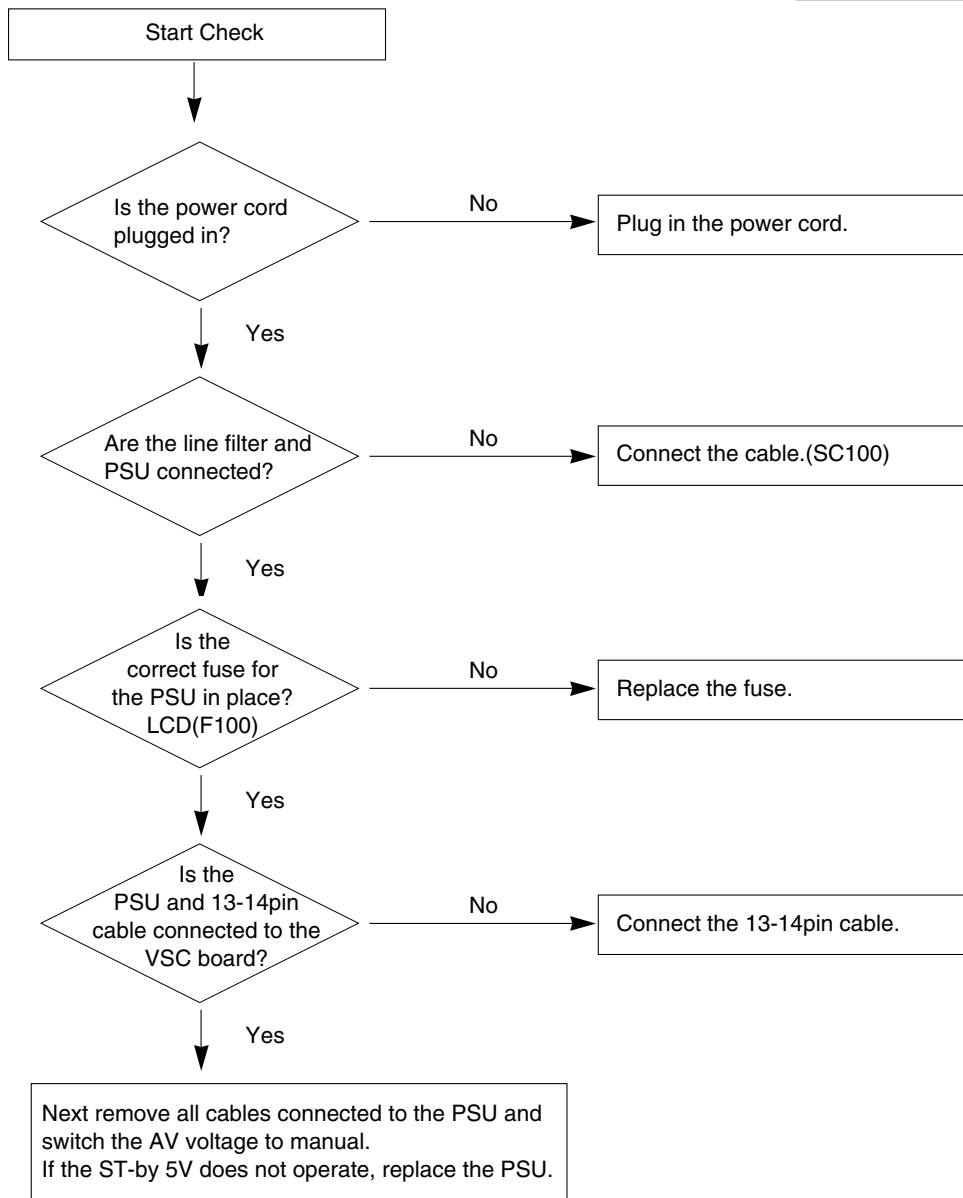 Start Check
Is the power cord
plugged in?
No
Plug in the power cord.
Yes
Are the line filter and
PSU connected?
No
Connect the cable.(SC100)
Yes
Is the
correct fuse for
the PSU in place?
LCD(F100)
No
Replace the fuse.
Yes
Is the
PSU and 13-14pin
cable connected to the
VSC board?
No
Connect the 13-14pin cable.
Yes
Next remove all cables connected to the PSU and
switch the AV voltage to manual.
If the ST-by 5V does not operate, replace the PSU.